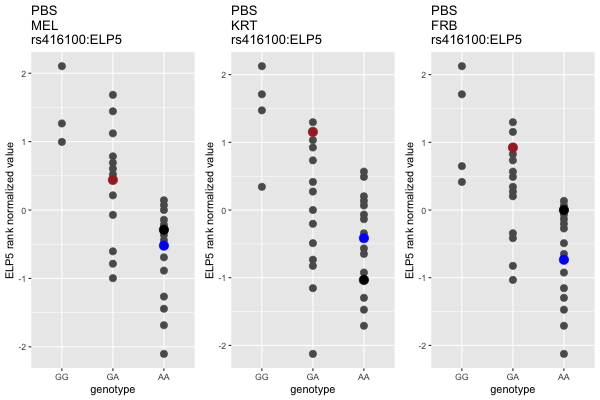 PBS
MEL
rs416100:ELP5
ELP5 rank normalized value
2
1
0
-1
-2
GG
GA
AA
genotype
PBS
KRT
rs416100:ELP5
ELP5 rank normalized value
2
1
0
-1
-2
GG
GA
AA
genotype
PBS
FRB
rs416100:ELP5
ELP5 rank normalized value
2
1
0
-1
-2
GG
GA
AA
genotype